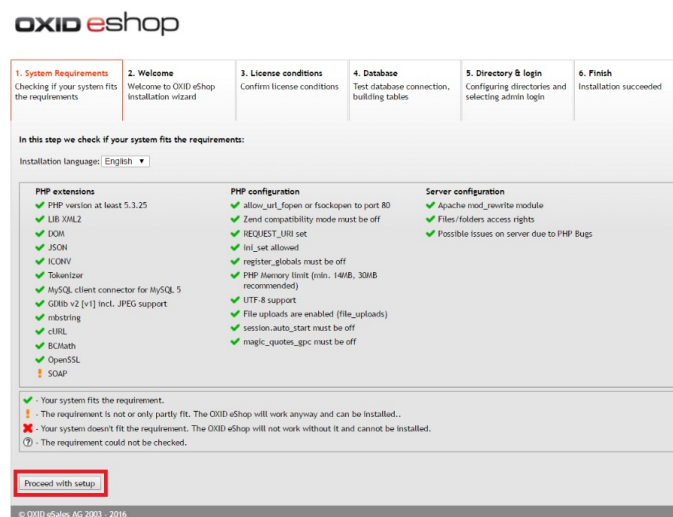 OXID eShop
1. System Requirements
Checking if your system fits
the requirements
2. Welcome
Welcome to OXID eShop
installation wizard
3. License conditions
Confirm license conditions
4. Database
Test database connection,
building tables
5. Directory & login
Configuring directories and
selecting admin login
6. Finish
Installation succeeded
In this step we check if your system fits the requirements:
Installation language: English
PHP extensions
PHP version at least 5.3.25
LIB XML2
DOM
JSON
ICONV
Tokenizer
MySQL client connector for MySQL 5
GDlib v2 [v1] incl. JPEG support
mbstring
cURL
BCMath
OpenSSL
SOAP
PHP configuration
allow_url_fopen or fsockopen to port 80
Zend compatibility mode must be off
REQUEST_URI set
ini_set allowed
register_globals must be off
PHP Memory limit (min. 14MB, 30MB
recommended)
UTF-8 support
File uploads are enabled (file_uploads)
session.auto_start must be off
magic_quotes_gpc must be off
Server configuration
Apache mod_rewrite module
Files/folders access rights
Possible issues on server due to PHP Bugs
- Your system fits the requirement.
- The requirement is not or only partly fit. The OXID eShop will work anyway and can be installed..
- Your system doesn't fit the requirement. The OXID eShop will not work without it and cannot be installed.
- The requirement could not be checked.
Proceed with setup
© OXID eSales AG 2003 - 2016